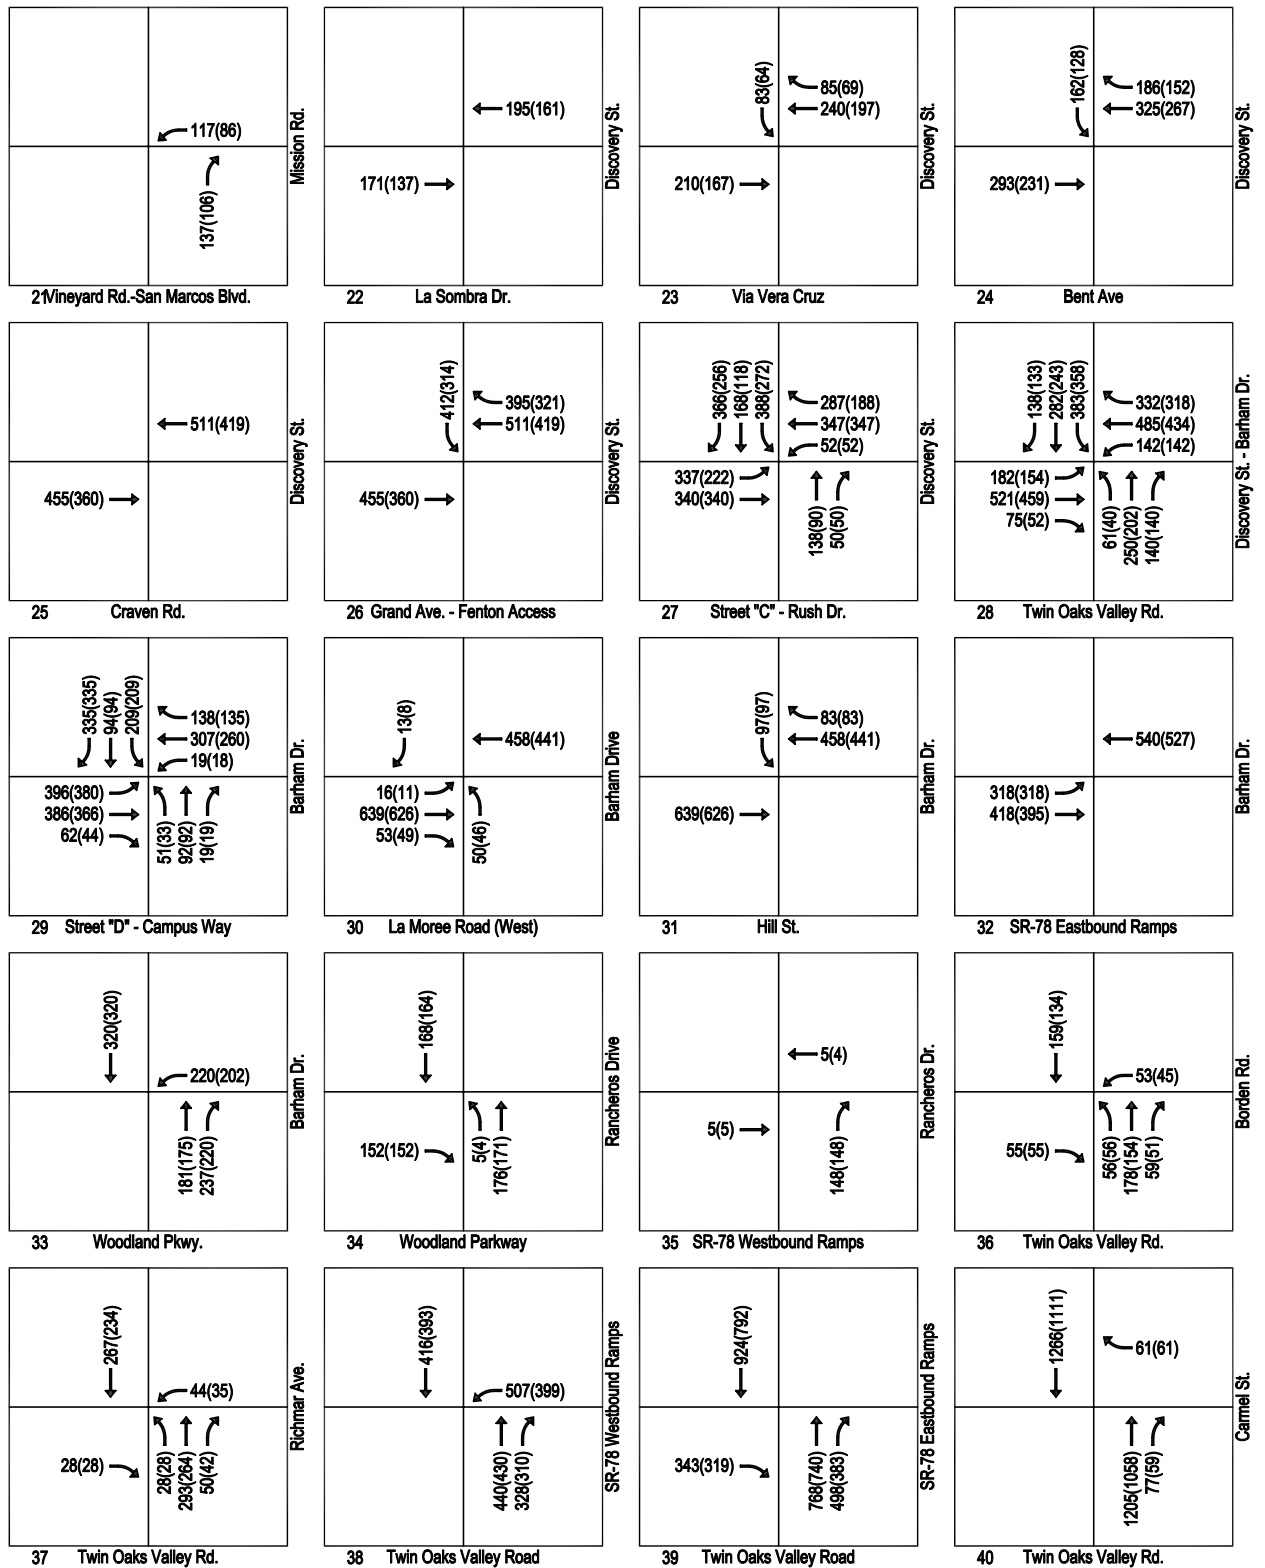 117(86)
137(106)
Mission Rd.
21 Vineyard Rd.-San Marcos Blvd.
195(161)
171(137)
Discovery St.
22 La Sombra Dr.
83(64)
85(69)
240(197)
210(167)
Discovery St.
23 Via Vera Cruz
162(128)
186(152)
325(267)
293(231)
Discovery St.
24 Bent Ave
511(419)
455(360)
Discovery St.
25 Craven Rd.
412(314)
395(321)
511(419)
455(360)
Discovery St.
26 Grand Ave. - Fenton Access
366(256)
168(118)
388(272)
287(188)
347(347)
52(52)
337(222)
340(340)
138(90)
50(50)
Discovery St.
27 Street "C" - Rush Dr.
138(133)
282(243)
383(358)
332(318)
485(434)
142(142)
182(154)
521(459)
75(52)
61(40)
250(202)
140(140)
Discovery St. - Barham Dr.
28 Twin Oaks Valley Rd.
335(335)
94(94)
209(209)
138(135)
307(260)
19(18)
396(380)
386(366)
62(44)
51(33)
92(92)
19(19)
Barham Dr.
29 Street "D" - Campus Way
13(8)
458(441)
16(11)
639(626)
53(49)
50(46)
Barham Drive
30 La Moree Road (West)
97(97)
83(83)
458(441)
639(626)
Barham Dr.
31 Hill St.
540(527)
318(318)
418(395)
Barham Dr.
32 SR-78 Eastbound Ramps
320(320)
220(202)
181(175)
237(220)
Barham Dr.
33 Woodland Pkwy.
168(164)
152(152)
5(4)
176(171)
Rancheros Drive
34 Woodland Parkway
5(4)
5(5)
148(148)
Rancheros Dr.
35 SR-78 Westbound Ramps
159(134)
53(45)
55(55)
56(56)
178(154)
59(51)
Borden Rd.
36 Twin Oaks Valley Rd.
267(234)
44(35)
28(28)
28(28)
293(264)
50(42)
Richmar Ave.
37 Twin Oaks Valley Rd.
416(393)
507(399)
440(430)
328(310)
SR-78 Westbound Ramps
38 Twin Oaks Valley Road
924(792)
343(319)
768(740)
498(383)
SR-78 Eastbound Ramps
39 Twin Oaks Valley Road
1266(1111)
61(61)
1205(1058)
77(59)
Carmel St.
40 Twin Oaks Valley Rd.